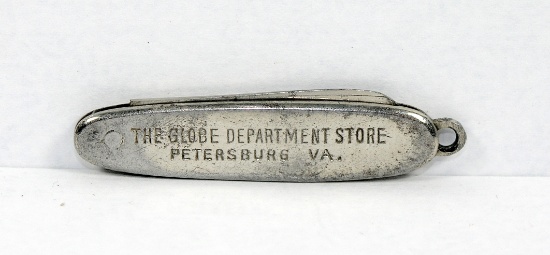 THE GLOBE DEPARTMENT STORE
PETERSBURG VA.